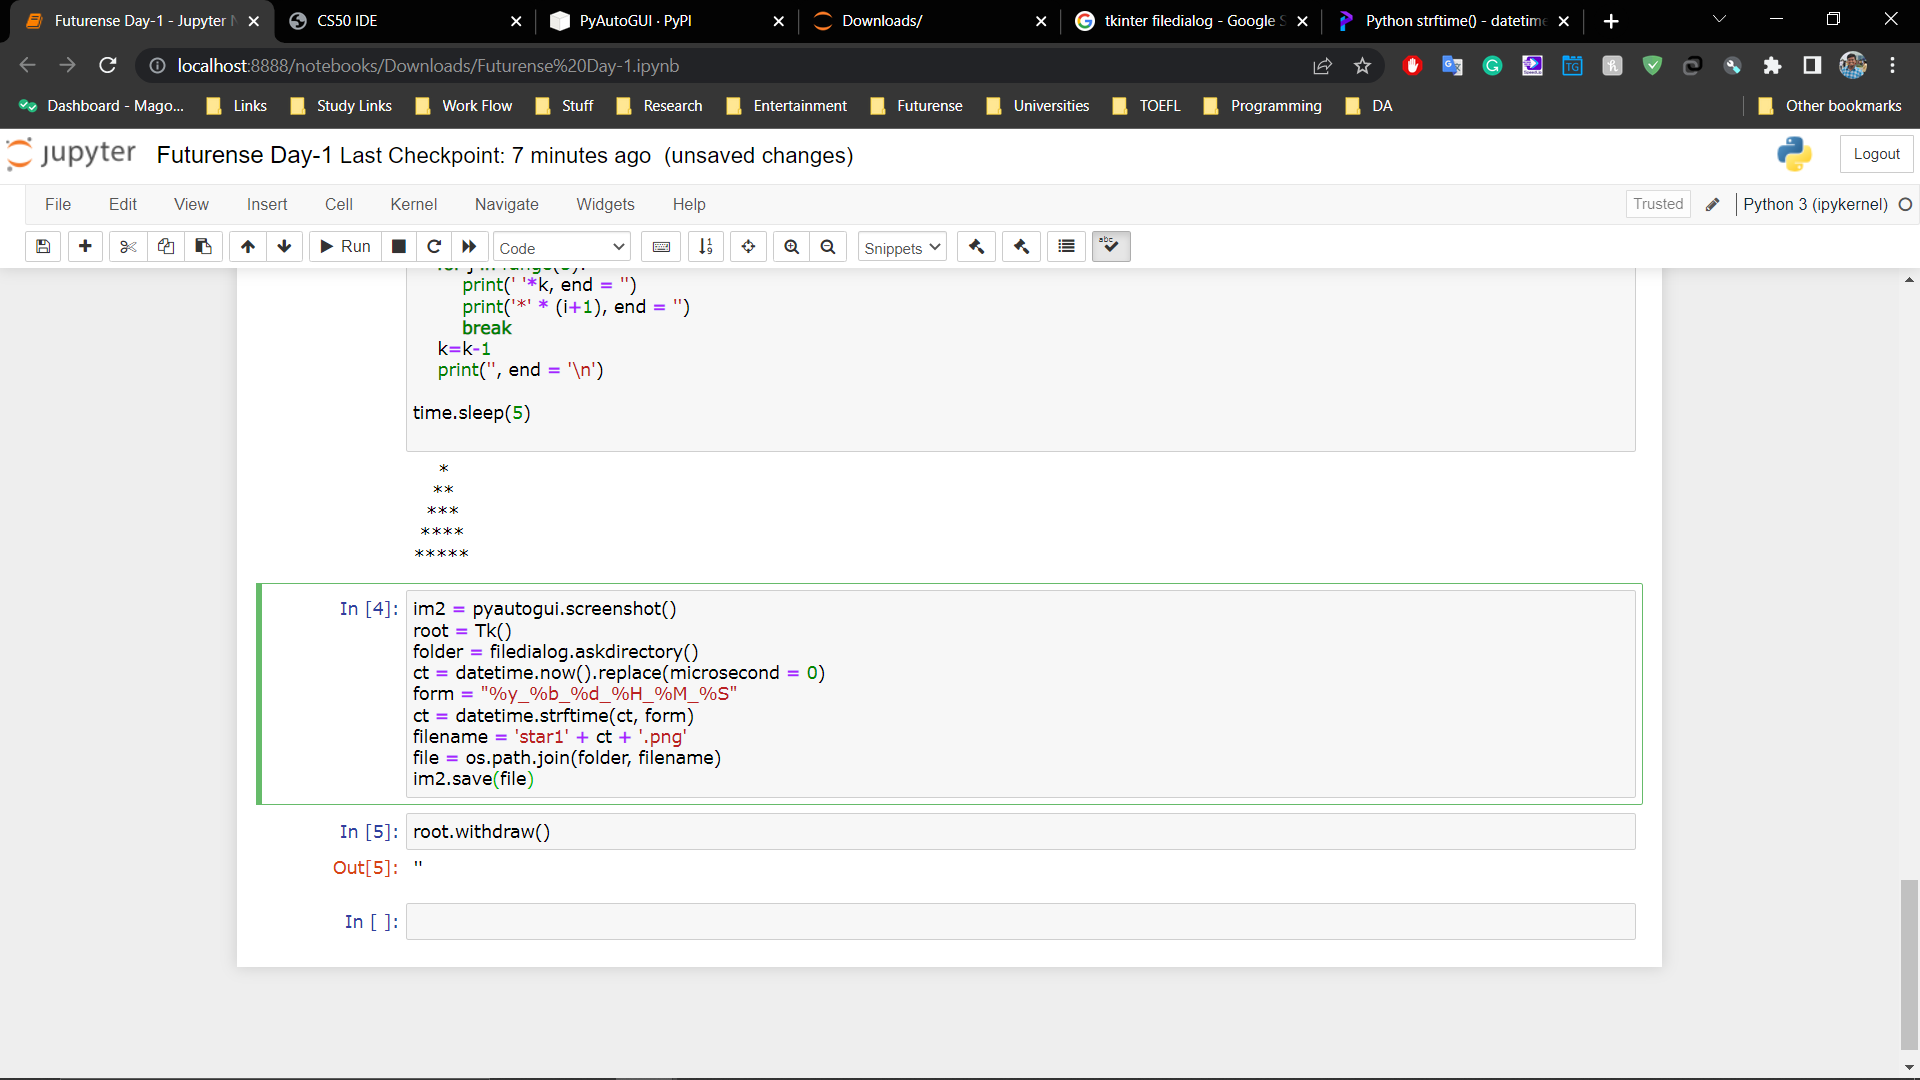 Futurense Day-1 - Jupyter N
CS50 IDE
PyAutoGUI · PyPI
Downloads/
tkinter filedialog - Google S
Python strftime() - datetime
localhost:8888/notebooks/Downloads/Futurense%20Day-1.ipynb
Dashboard - Mago...
Links
Study Links
Work Flow
Stuff
Research
Entertainment
Futurense
Universities
TOEFL
Programming
DA
Other bookmarks
jupyter
Futurense Day-1 Last Checkpoint: 7 minutes ago (unsaved changes)
Logout
File
Edit
View
Insert
Cell
Kernel
Navigate
Widgets
Help
Trusted
Python 3 (ipykernel)
Run
Code
Snippets
abc
for j in range(5):
print(' '*k, end = '')
print('*' * (i+1), end = '')
break
k=k-1
print('', end = '\n')
time.sleep(5)
*
**
***
****
*****
In [4]:
im2 = pyautogui.screenshot()
root = Tk()
folder = filedialog.askdirectory()
ct = datetime.now().replace(microsecond = 0)
form = "%y_%b_%d_%H_%M_%S"
ct = datetime.strftime(ct, form)
filename = 'star1' + ct + '.png'
file = os.path.join(folder, filename)
im2.save(file)
In [5]:
root.withdraw()
Out[5]:
''
In [ ]: